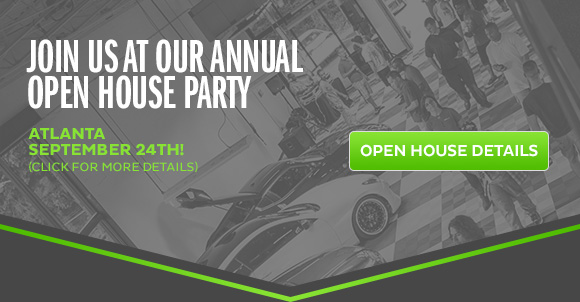 JOIN US AT OUR ANNUAL
OPEN HOUSE PARTY
ATLANTA
SEPTEMBER 24TH!
(CLICK FOR MORE DETAILS)
OPEN HOUSE DETAILS